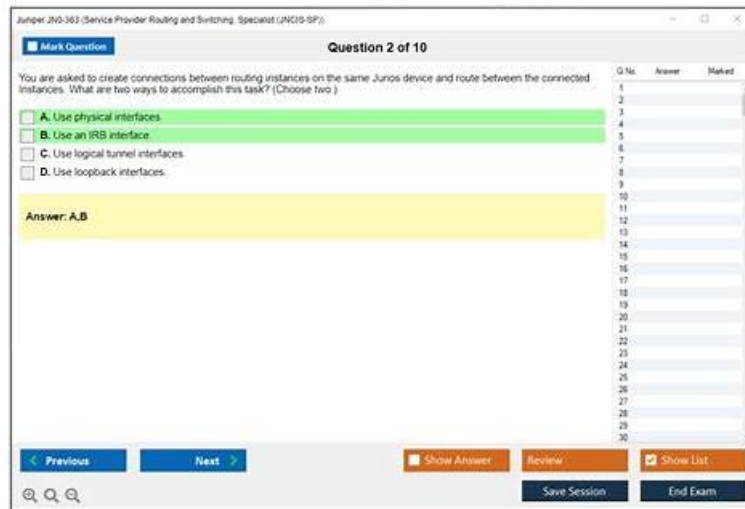 Juniper JN0-363 (Service Provider Routing and Switching, Specialist (JNCIS-SP))
Mark Question
Question 2 of 10
You are asked to create connections between routing instances on the same Junos device and route between the connected
instances. What are two ways to accomplish this task? (Choose two.)
A. Use physical interfaces.
B. Use an IRB interface.
C. Use logical tunnel interfaces.
D. Use loopback interfaces.
Answer: A,B
Q No. Answer Marked
1
2
3
4
5
6
7
8
9
10
11
12
13
14
15
16
17
18
19
20
21
22
23
24
25
26
27
28
29
30
Previous
Next
Show Answer
Review
Show List
Save Session
End Exam